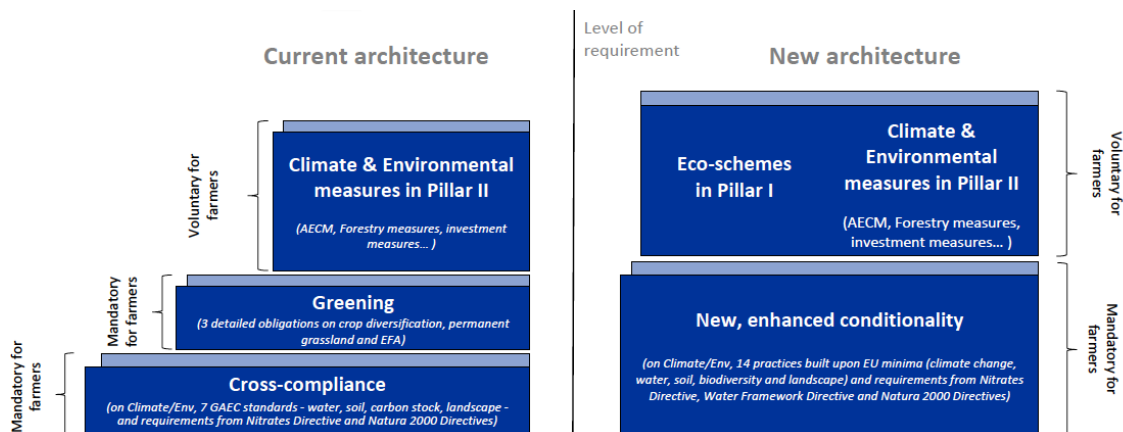 Current architecture
Level of
requirement
New architecture
Voluntary for
farmers
Climate & Environmental
measures in Pillar II
(AECM, Forestry measures, investment
measures... )
Mandatory
for farmers
Greening
(3 detailed obligations on crop diversification, permanent
grassland and EFA)
Mandatory for
farmers
Cross-compliance
(on Climate/Env, 7 GAEC standards - water, soil, carbon stock, landscape -
and requirements from Nitrates Directive and Natura 2000 Directives)
Eco-schemes
in Pillar I
Climate &
Environmental
measures in Pillar II
(AECM, Forestry measures,
investment measures... )
Voluntary for
farmers
New, enhanced conditionality
(on Climate/Env, 14 practices built upon EU minima (climate change,
water, soil, biodiversity and landscape) and requirements from Nitrates
Directive, Water Framework Directive and Natura 2000 Directives)
Mandatory for
farmers